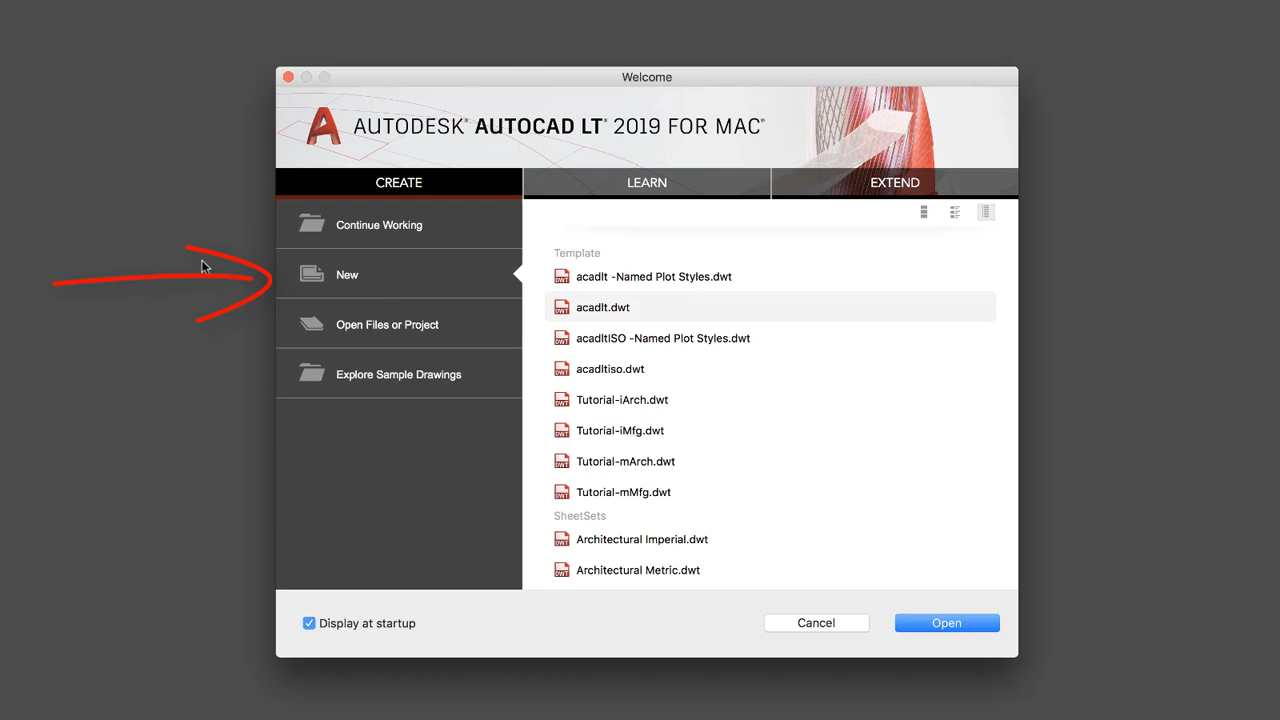 Welcome
AUTODESK® AUTOCAD LT® 2019 FOR MAC®
CREATE
LEARN
EXTEND
Continue Working
New
Open Files or Project
Explore Sample Drawings
Template
acadlt -Named Plot Styles.dwt
acadlt.dwt
acadltISO -Named Plot Styles.dwt
acadltiso.dwt
Tutorial-iArch.dwt
Tutorial-iMfg.dwt
Tutorial-mArch.dwt
Tutorial-mMfg.dwt
SheetSets
Architectural Imperial.dwt
Architectural Metric.dwt
Display at startup
Cancel
Open